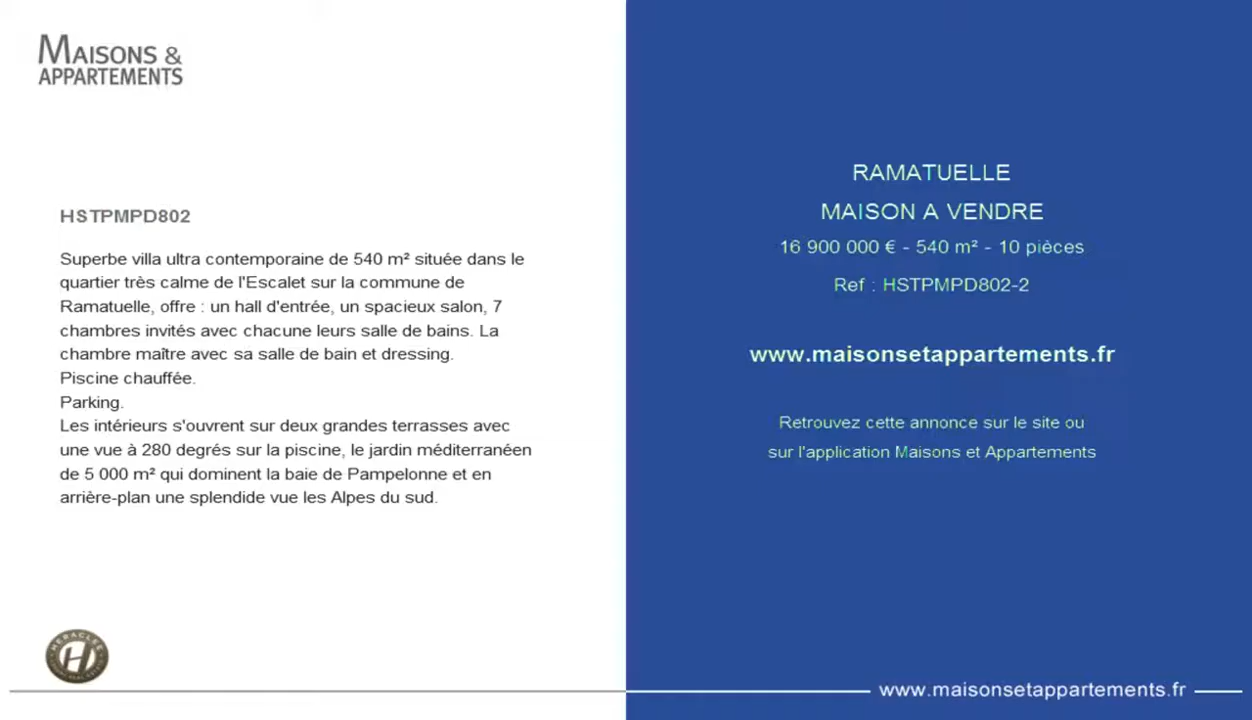 MAISONS &
APPARTEMENTS
HSTPMPD802
Superbe villa ultra contemporaine de 540 m² située dans le
quartier très calme de l'Escalet sur la commune de
Ramatuelle, offre : un hall d'entrée, un spacieux salon, 7
chambres invités avec chacune leurs salle de bains. La
chambre maître avec sa salle de bain et dressing.
Piscine chauffée.
Parking.
Les intérieurs s'ouvrent sur deux grandes terrasses avec
une vue à 280 degrés sur la piscine, le jardin méditerranéen
de 5 000 m² qui dominent la baie de Pampelonne et en
arrière-plan une splendide vue les Alpes du sud.
HERACLEE
H
RAMATUELLE
MAISON A VENDRE
16 900 000 € - 540 m² - 10 pièces
Ref : HSTPMPD802-2
www.maisonsetappartements.fr
Retrouvez cette annonce sur le site ou
sur l'application Maisons et Appartements
www.maisonsetappartements.fr